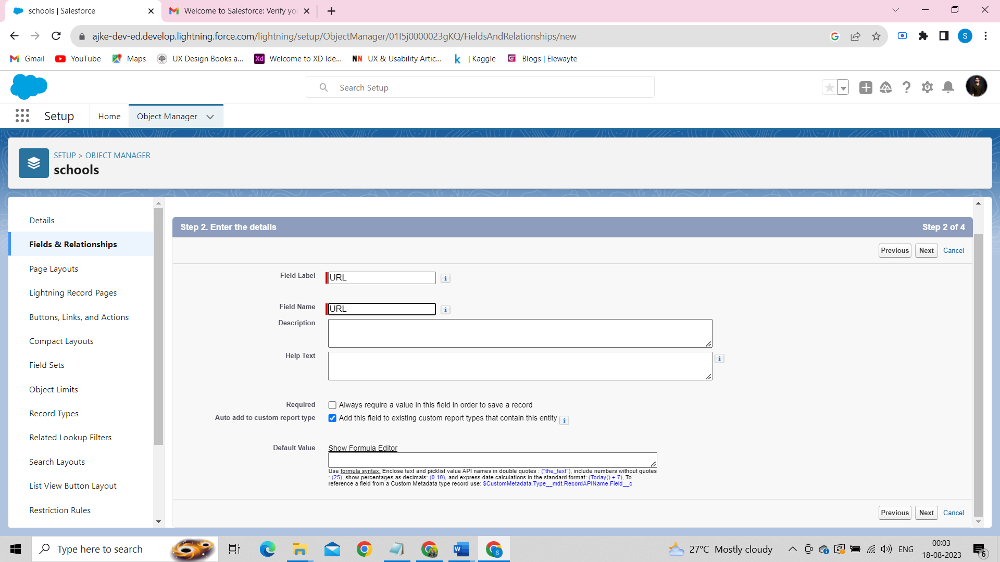 schools | Salesforce
Welcome to Salesforce: Verify yo
ajke-dev-ed.develop.lightning.force.com/lightning/setup/ObjectManager/01I5j0000023gKQ/FieldsAndRelationships/new
S
Gmail
YouTube
Maps
UX Design Books a...
Xd
Welcome to XD Ide...
NN
UX & Usability Artic...
k
| Kaggle
Blogs | Elewayte
Search Setup
Setup
Home
Object Manager
SETUP > OBJECT MANAGER
schools
Details
Fields & Relationships
Page Layouts
Lightning Record Pages
Buttons, Links, and Actions
Compact Layouts
Field Sets
Object Limits
Record Types
Related Lookup Filters
Search Layouts
List View Button Layout
Restriction Rules
Step 2. Enter the details
Step 2 of 4
Previous
Next
Cancel
Field Label
URL
i
Field Name
URL
i
Description
Help Text
i
Required
Always require a value in this field in order to save a record
Auto add to custom report type
Add this field to existing custom report types that contain this entity
i
Default Value
Show Formula Editor
Use formula syntax: Enclose text and picklist value API names in double quotes : ("the_text"), include numbers without quotes
: (25), show percentages as decimals: (0.10), and express date calculations in the standard format: (Today() + 7), To
reference a field from a Custom Metadata type record use: $CustomMetadata.Type__mdt.RecordAPIName.Field__c
Previous
Next
Cancel
Type here to search
27°C Mostly cloudy
ENG
00:03
18-08-2023
6